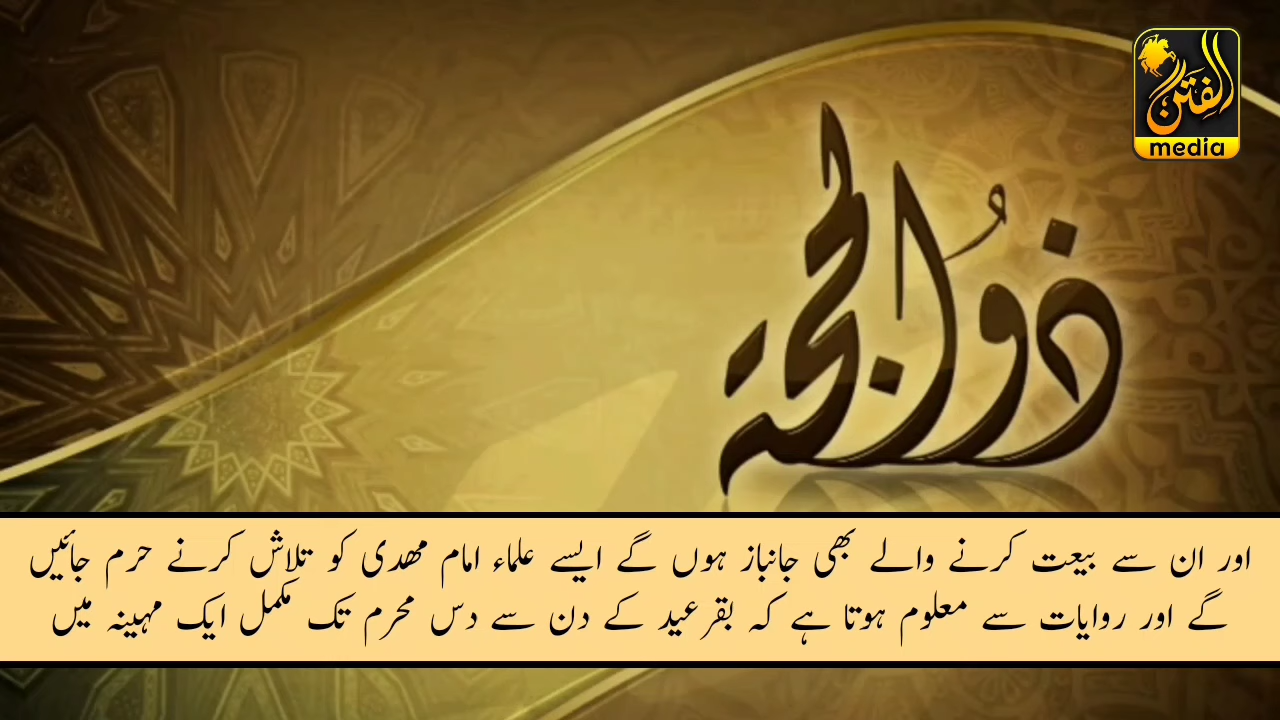 الفتن
media
ذُوالحجة
اور ان سے بیعت کرنے والے بھی جانباز ہوں گے ایسے علماء امام مھدی کو تلاش کرنے حرم جائیں
گے اور روایات سے معلوم ہوتا ہے کہ بقرعید کے دن سے دس محرم تک مکمل ایک مہینہ میں